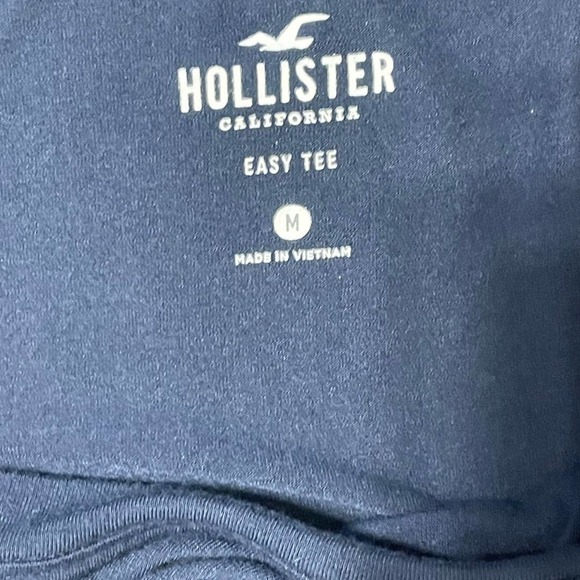 HOLLISTER
CALIFORNIA
EASY TEE
M
MADE IN VIETNAM